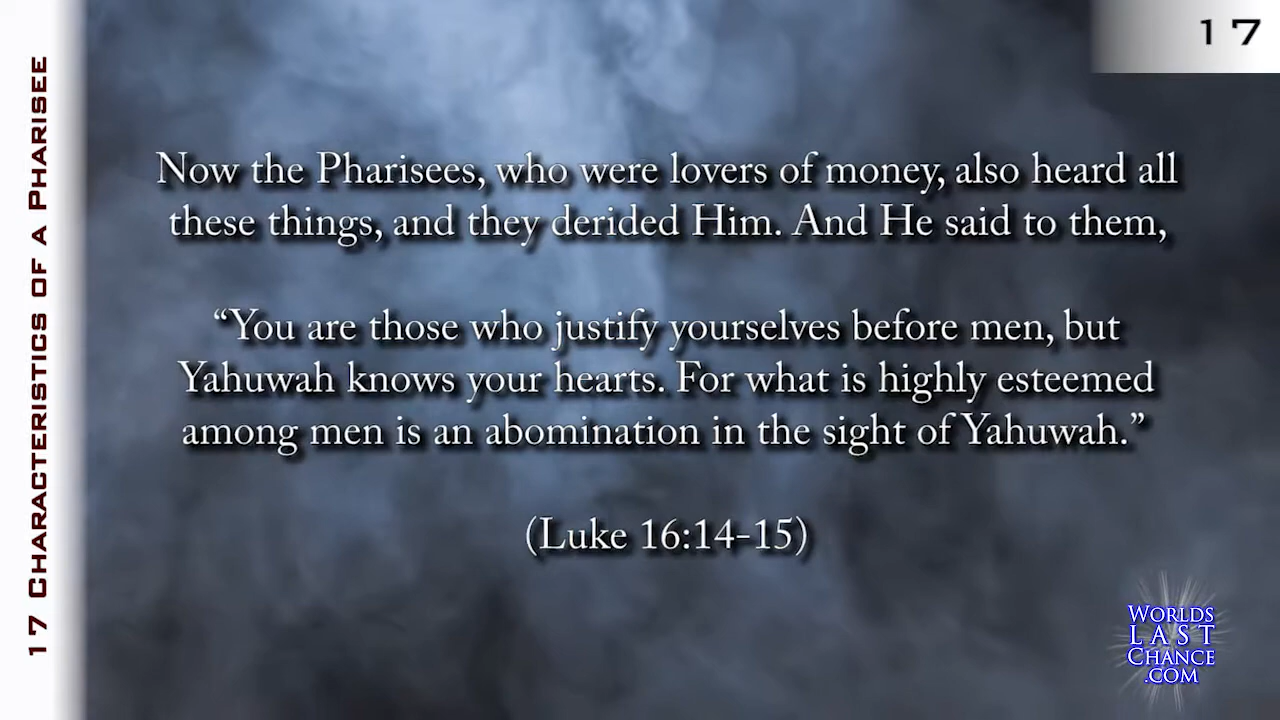 17 Characteristics of a Pharisee
17
Now the Pharisees, who were lovers of money, also heard all
these things, and they derided Him. And He said to them,
“You are those who justify yourselves before men, but
Yahuwah knows your hearts. For what is highly esteemed
among men is an abomination in the sight of Yahuwah.”
(Luke 16:14-15)
Worlds
Last
Chance
.com